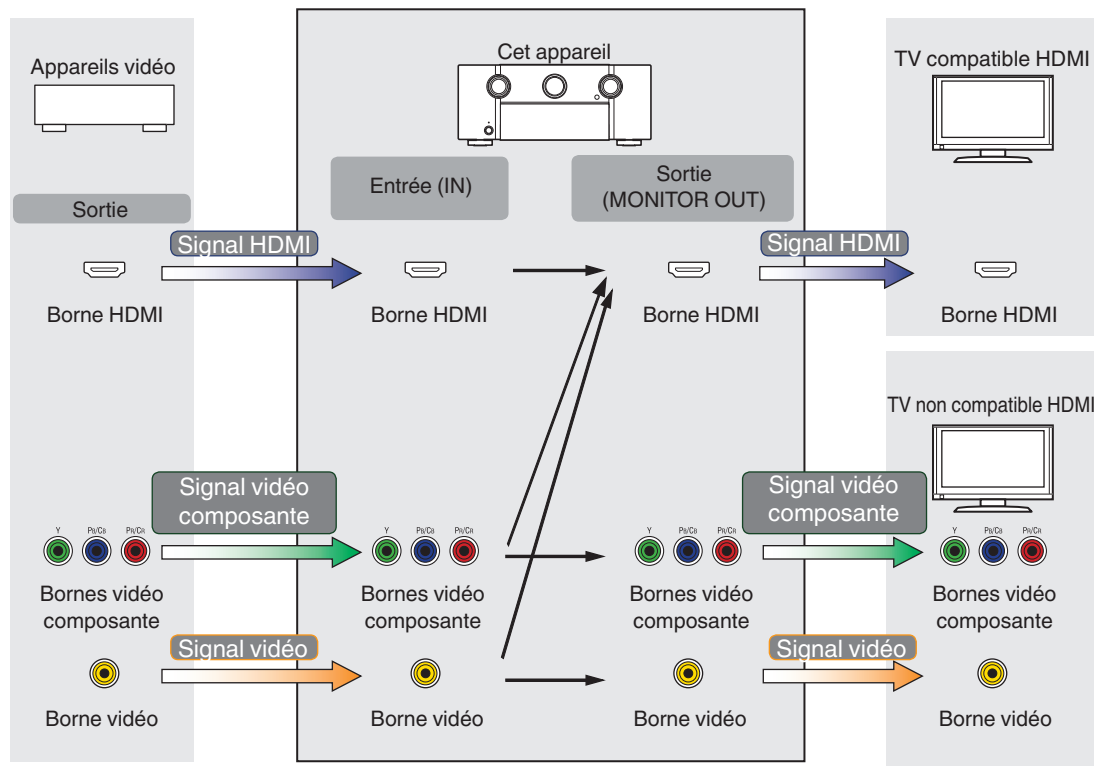 Appareils vidéo
Cet appareil
TV compatible HDMI
Sortie
Entrée (IN)
Sortie
(MONITOR OUT)
Signal HDMI
Signal HDMI
Borne HDMI
Borne HDMI
Borne HDMI
Borne HDMI
TV non compatible HDMI
Signal vidéo
composante
Signal vidéo
composante
Y PB/CB PR/CR
Y PB/CB PR/CR
Y PB/CB PR/CR
Y PB/CB PR/CR
Bornes vidéo
composante
Bornes vidéo
composante
Bornes vidéo
composante
Bornes vidéo
composante
Signal vidéo
Signal vidéo
Borne vidéo
Borne vidéo
Borne vidéo
Borne vidéo